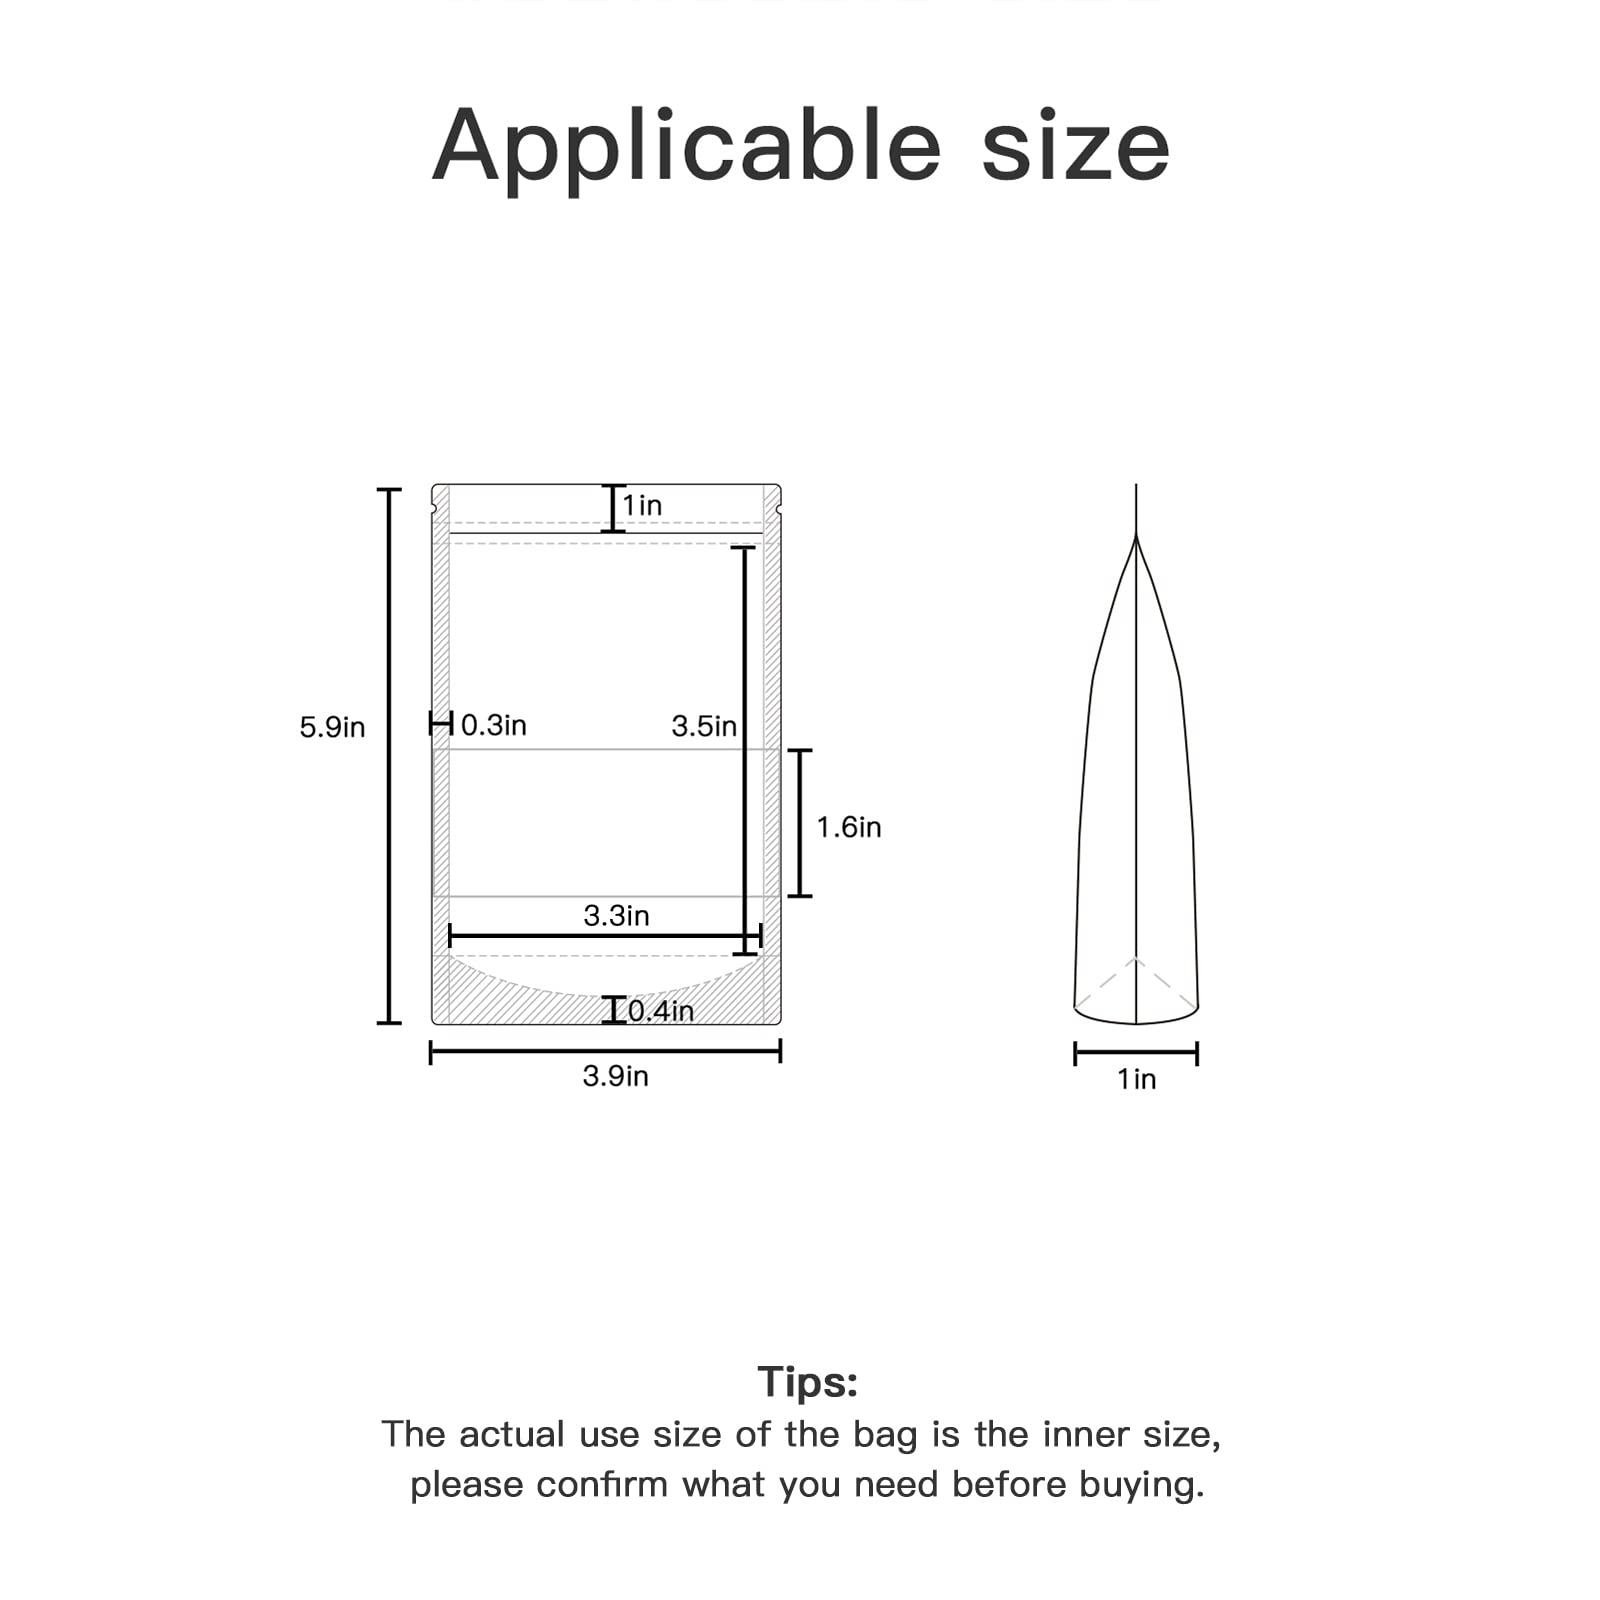 Applicable size
1in
5.9in
0.3in
3.5in
1.6in
3.3in
0.4in
3.9in
1in
Tips:
The actual use size of the bag is the inner size,
please confirm what you need before buying.